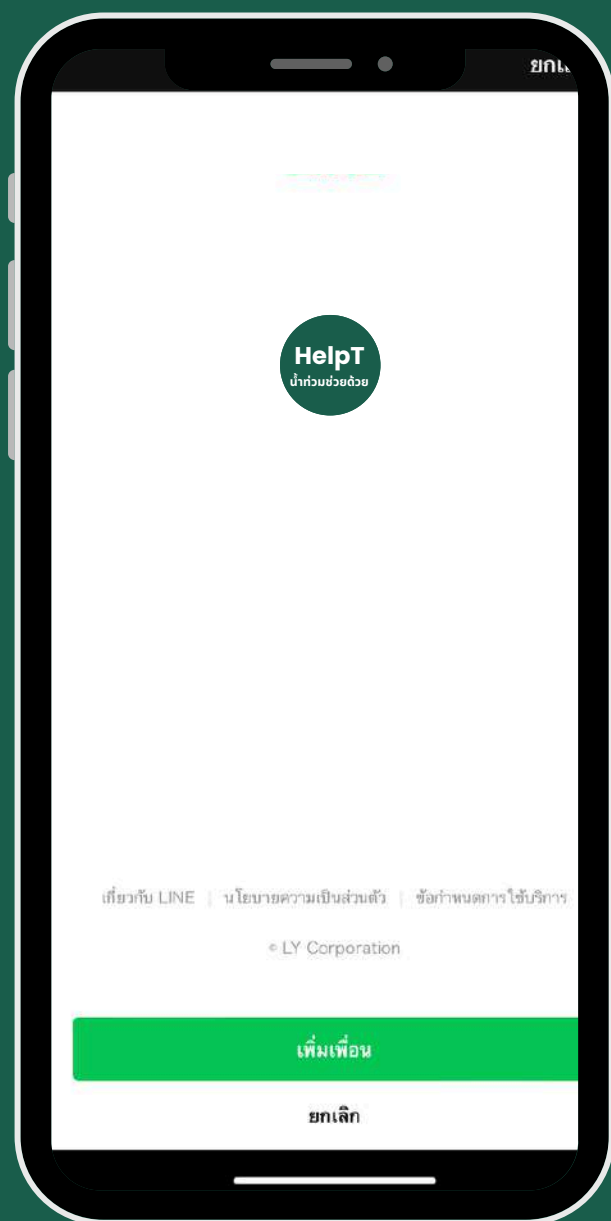 HelpT
น้ำท่วมช่วยด้วย
เกี่ยวกับ LINE | นโยบายความเป็นส่วนตัว | ข้อกำหนดการใช้บริการ
© LY Corporation
เพิ่มเพื่อน
ยกเลิก